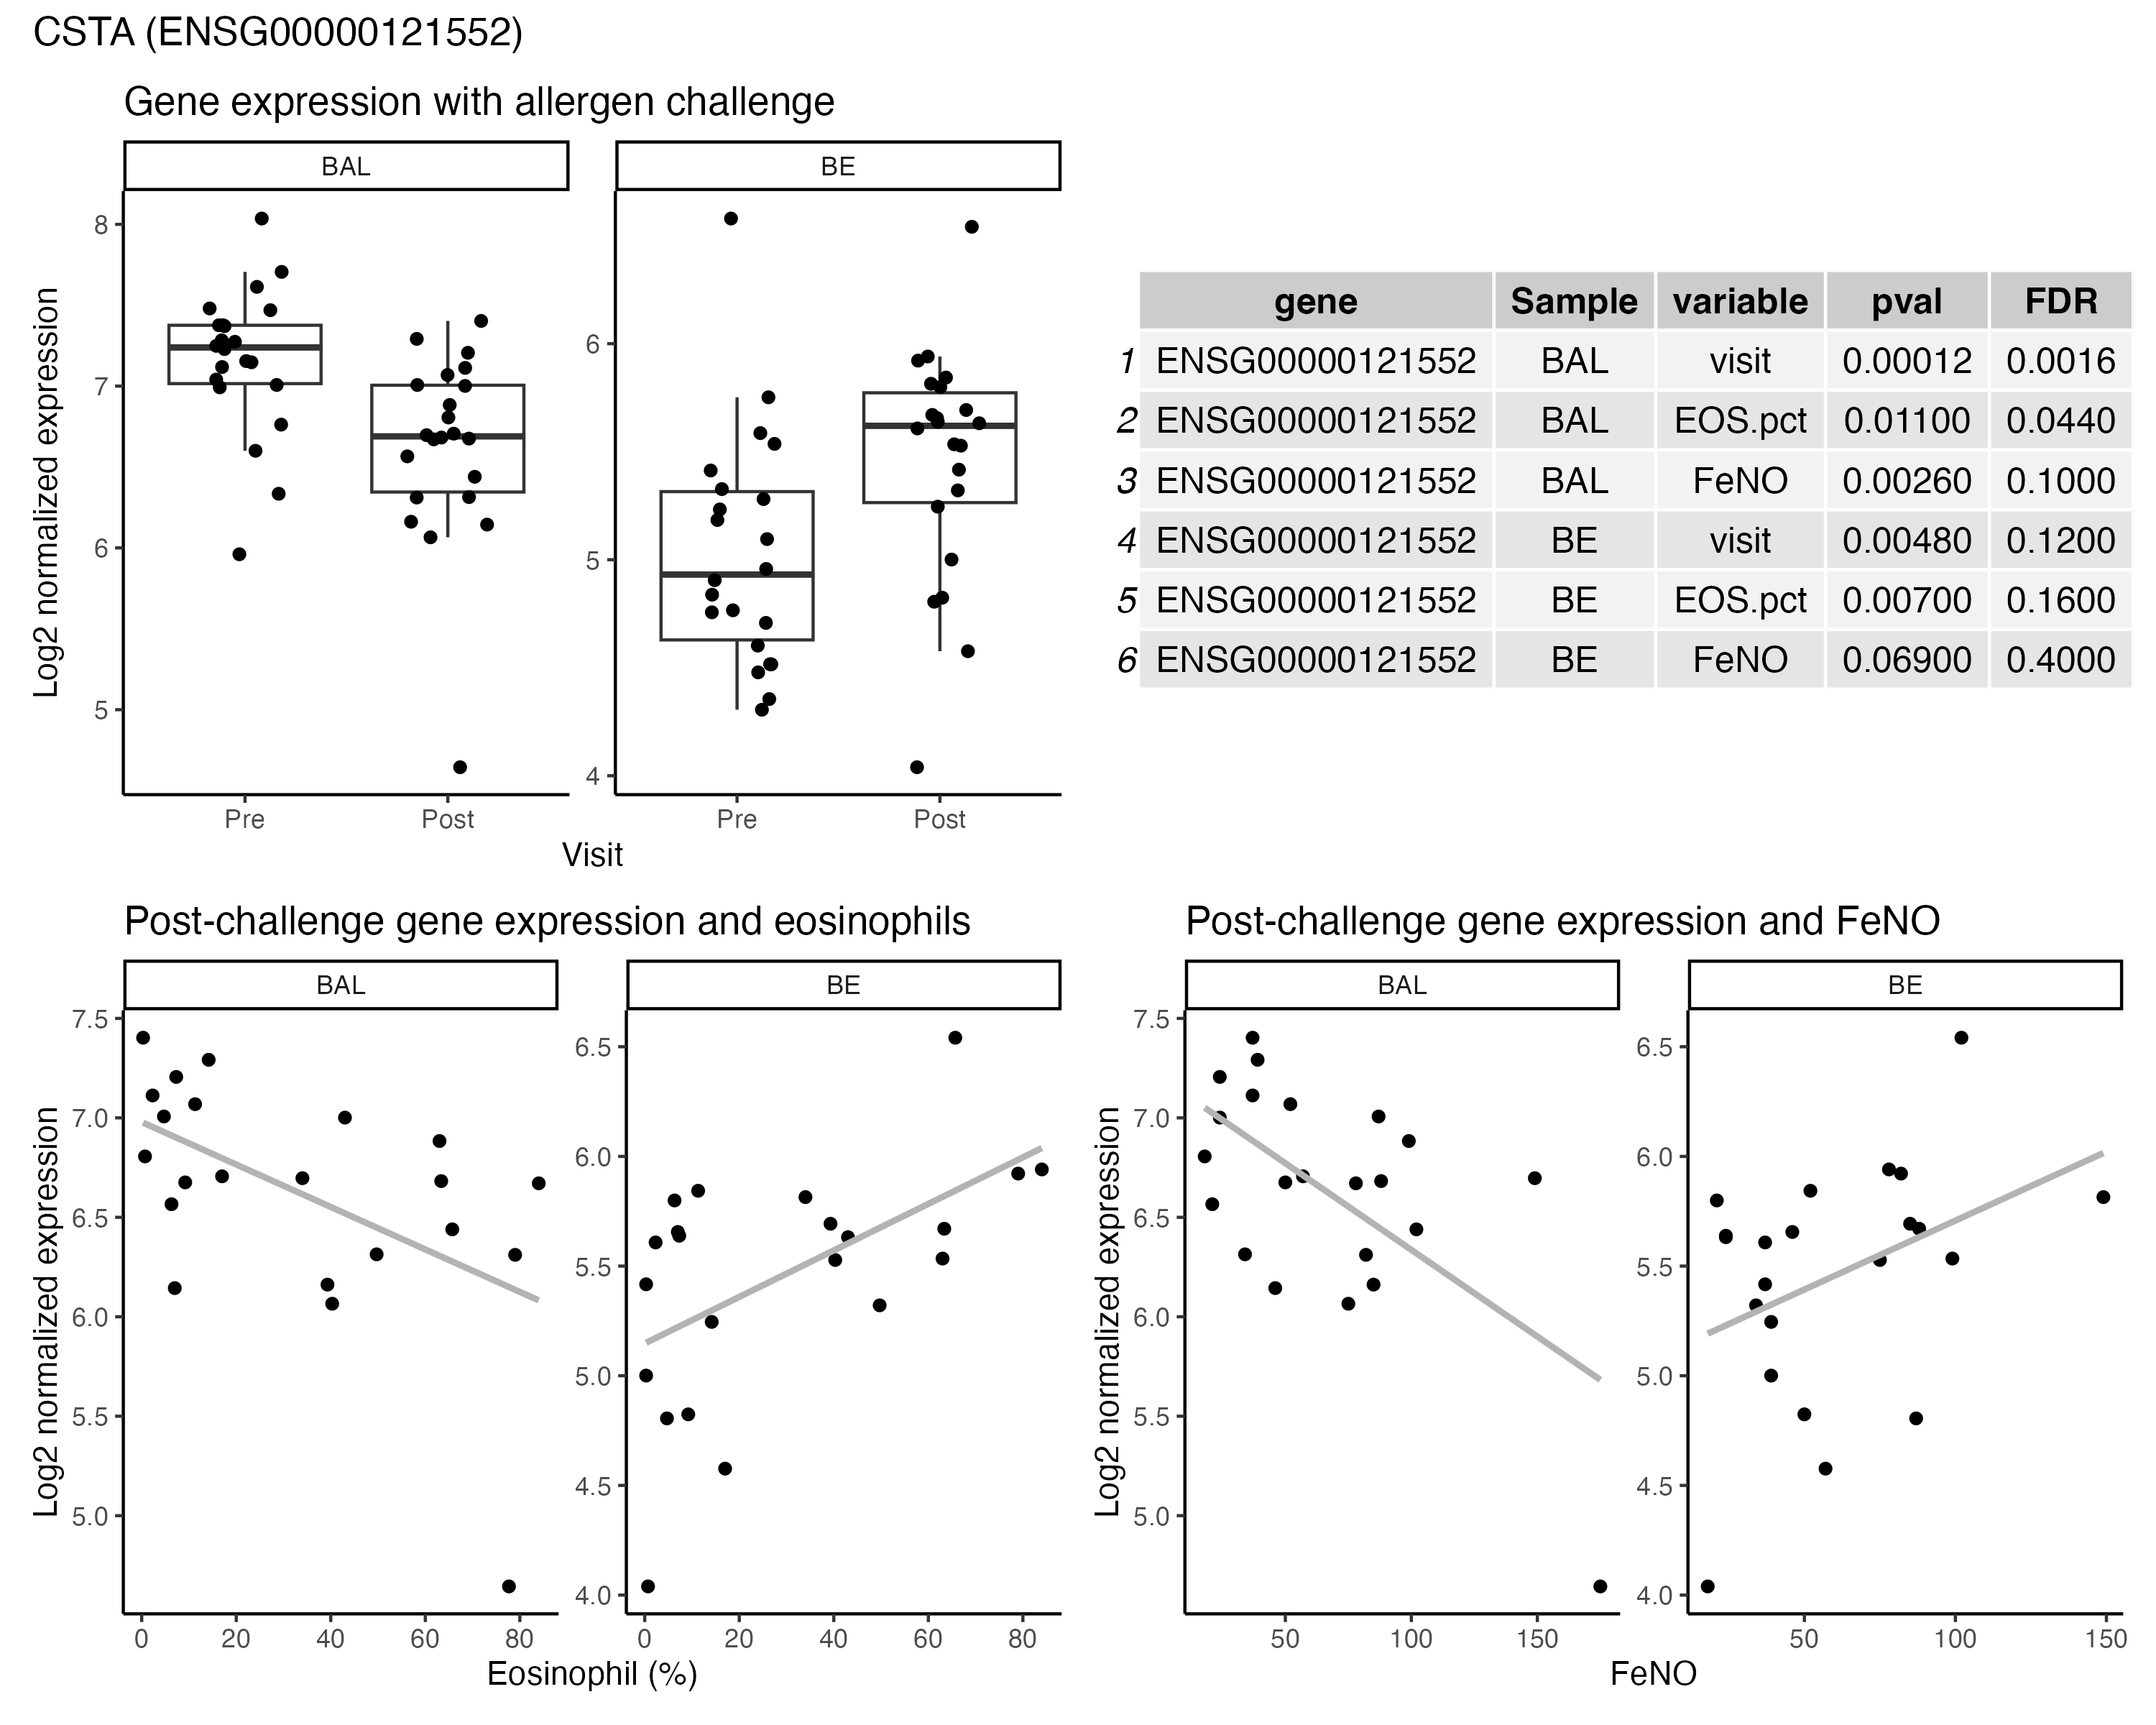 CSTA (ENSG00000121552)
Gene expression with allergen challenge
BAL
BE
Log2 normalized expression
8
7
6
5
6
5
4
Pre
Post
Pre
Post
Visit
gene Sample variable pval FDR
1 ENSG00000121552 BAL visit 0.00012 0.0016
2 ENSG00000121552 BAL EOS.pct 0.01100 0.0440
3 ENSG00000121552 BAL FeNO 0.00260 0.1000
4 ENSG00000121552 BE visit 0.00480 0.1200
5 ENSG00000121552 BE EOS.pct 0.00700 0.1600
6 ENSG00000121552 BE FeNO 0.06900 0.4000
Post-challenge gene expression and eosinophils
BAL
BE
Log2 normalized expression
7.5
7.0
6.5
6.0
5.5
5.0
6.5
6.0
5.5
5.0
4.5
4.0
0 20 40 60 80
0 20 40 60 80
Eosinophil (%)
Post-challenge gene expression and FeNO
BAL
BE
Log2 normalized expression
7.5
7.0
6.5
6.0
5.5
5.0
6.5
6.0
5.5
5.0
4.5
4.0
50 100 150
50 100 150
FeNO